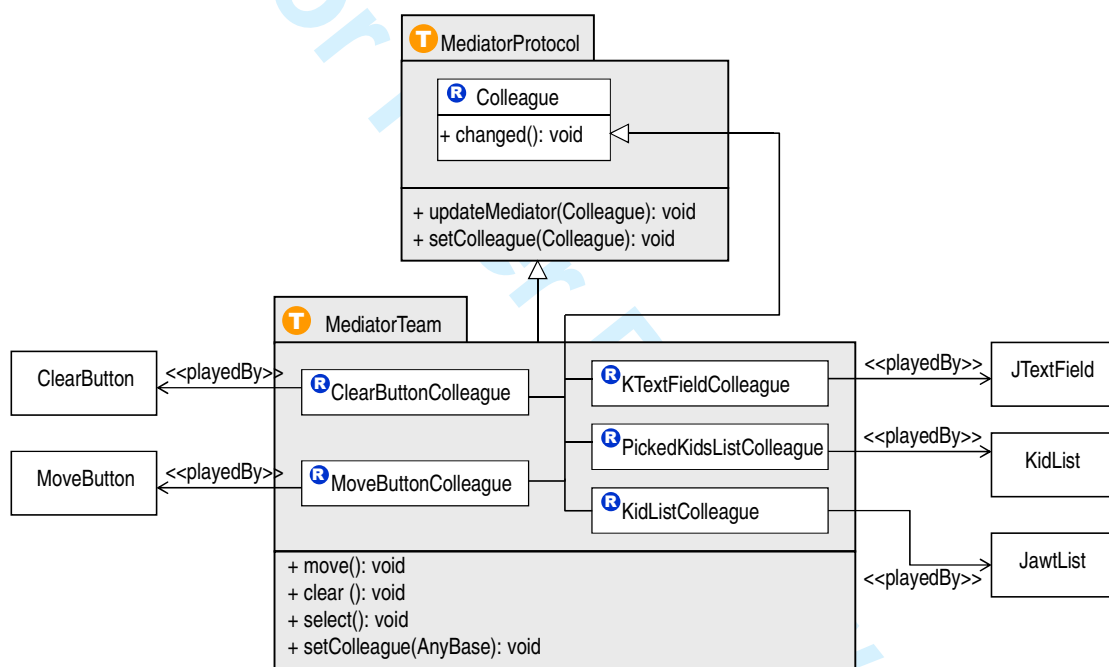 T MediatorProtocol
R Colleague
+ changed(): void
+ updateMediator(Colleague): void
+ setColleague(Colleague): void
T MediatorTeam
ClearButton
<<playedBy>>
R ClearButtonColleague
R KTextFieldColleague
<<playedBy>>
JTextField
MoveButton
<<playedBy>>
R MoveButtonColleague
R PickedKidsListColleague
<<playedBy>>
KidList
R KidListColleague
<<playedBy>>
JawtList
+ move(): void
+ clear (): void
+ select(): void
+ setColleague(AnyBase): void